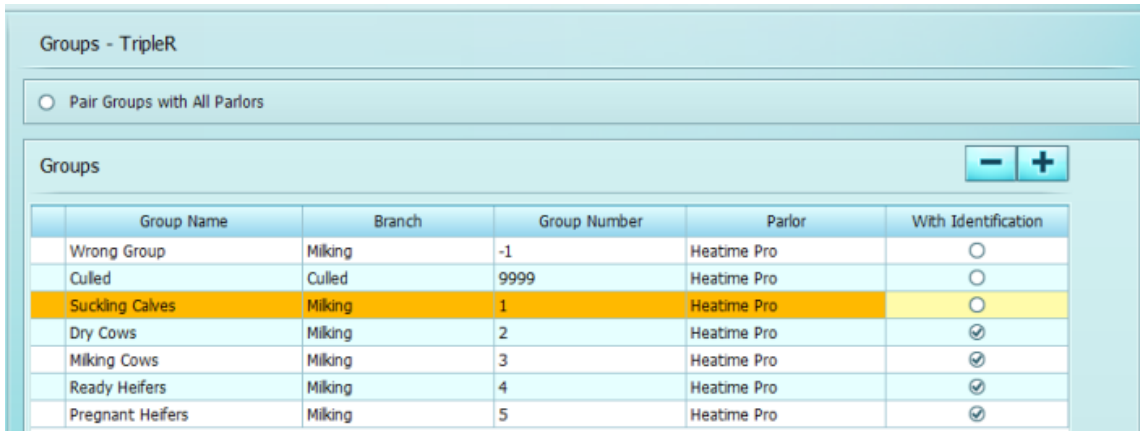 Groups - TripleR
Pair Groups with All Parlors
Groups
Group Name Branch Group Number Parlor With Identification
Wrong Group Milking -1 Heatime Pro
Culled Culled 9999 Heatime Pro
Suckling Calves Milking 1 Heatime Pro
Dry Cows Milking 2 Heatime Pro
Milking Cows Milking 3 Heatime Pro
Ready Heifers Milking 4 Heatime Pro
Pregnant Heifers Milking 5 Heatime Pro